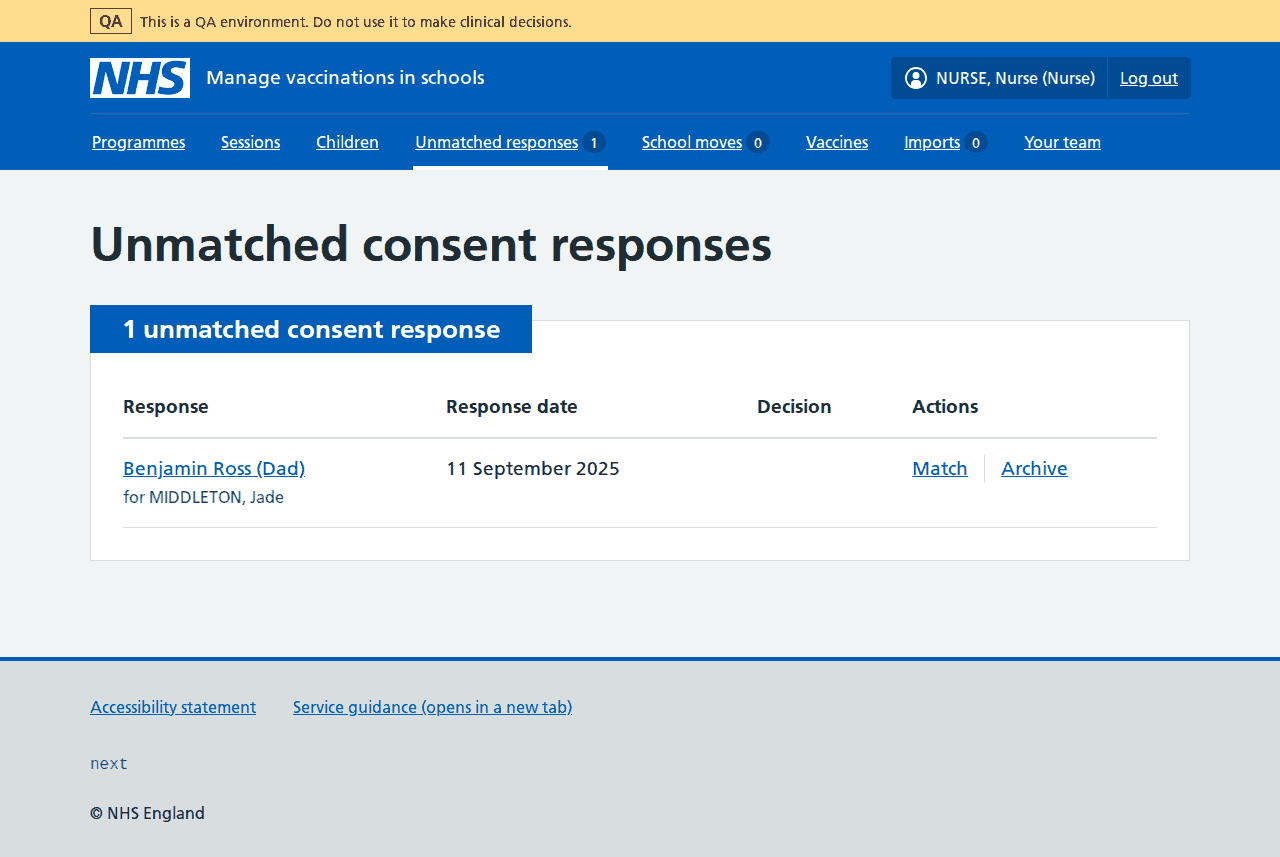 QA This is a QA environment. Do not use it to make clinical decisions.
NHS Manage vaccinations in schools NURSE, Nurse (Nurse) Log out
Programmes Sessions Children Unmatched responses 1 School moves 0 Vaccines Imports 0 Your team
Unmatched consent responses
1 unmatched consent response
Response Response date Decision Actions
Benjamin Ross (Dad) 11 September 2025 Match Archive
for MIDDLETON, Jade
Accessibility statement Service guidance (opens in a new tab)
next
© NHS England